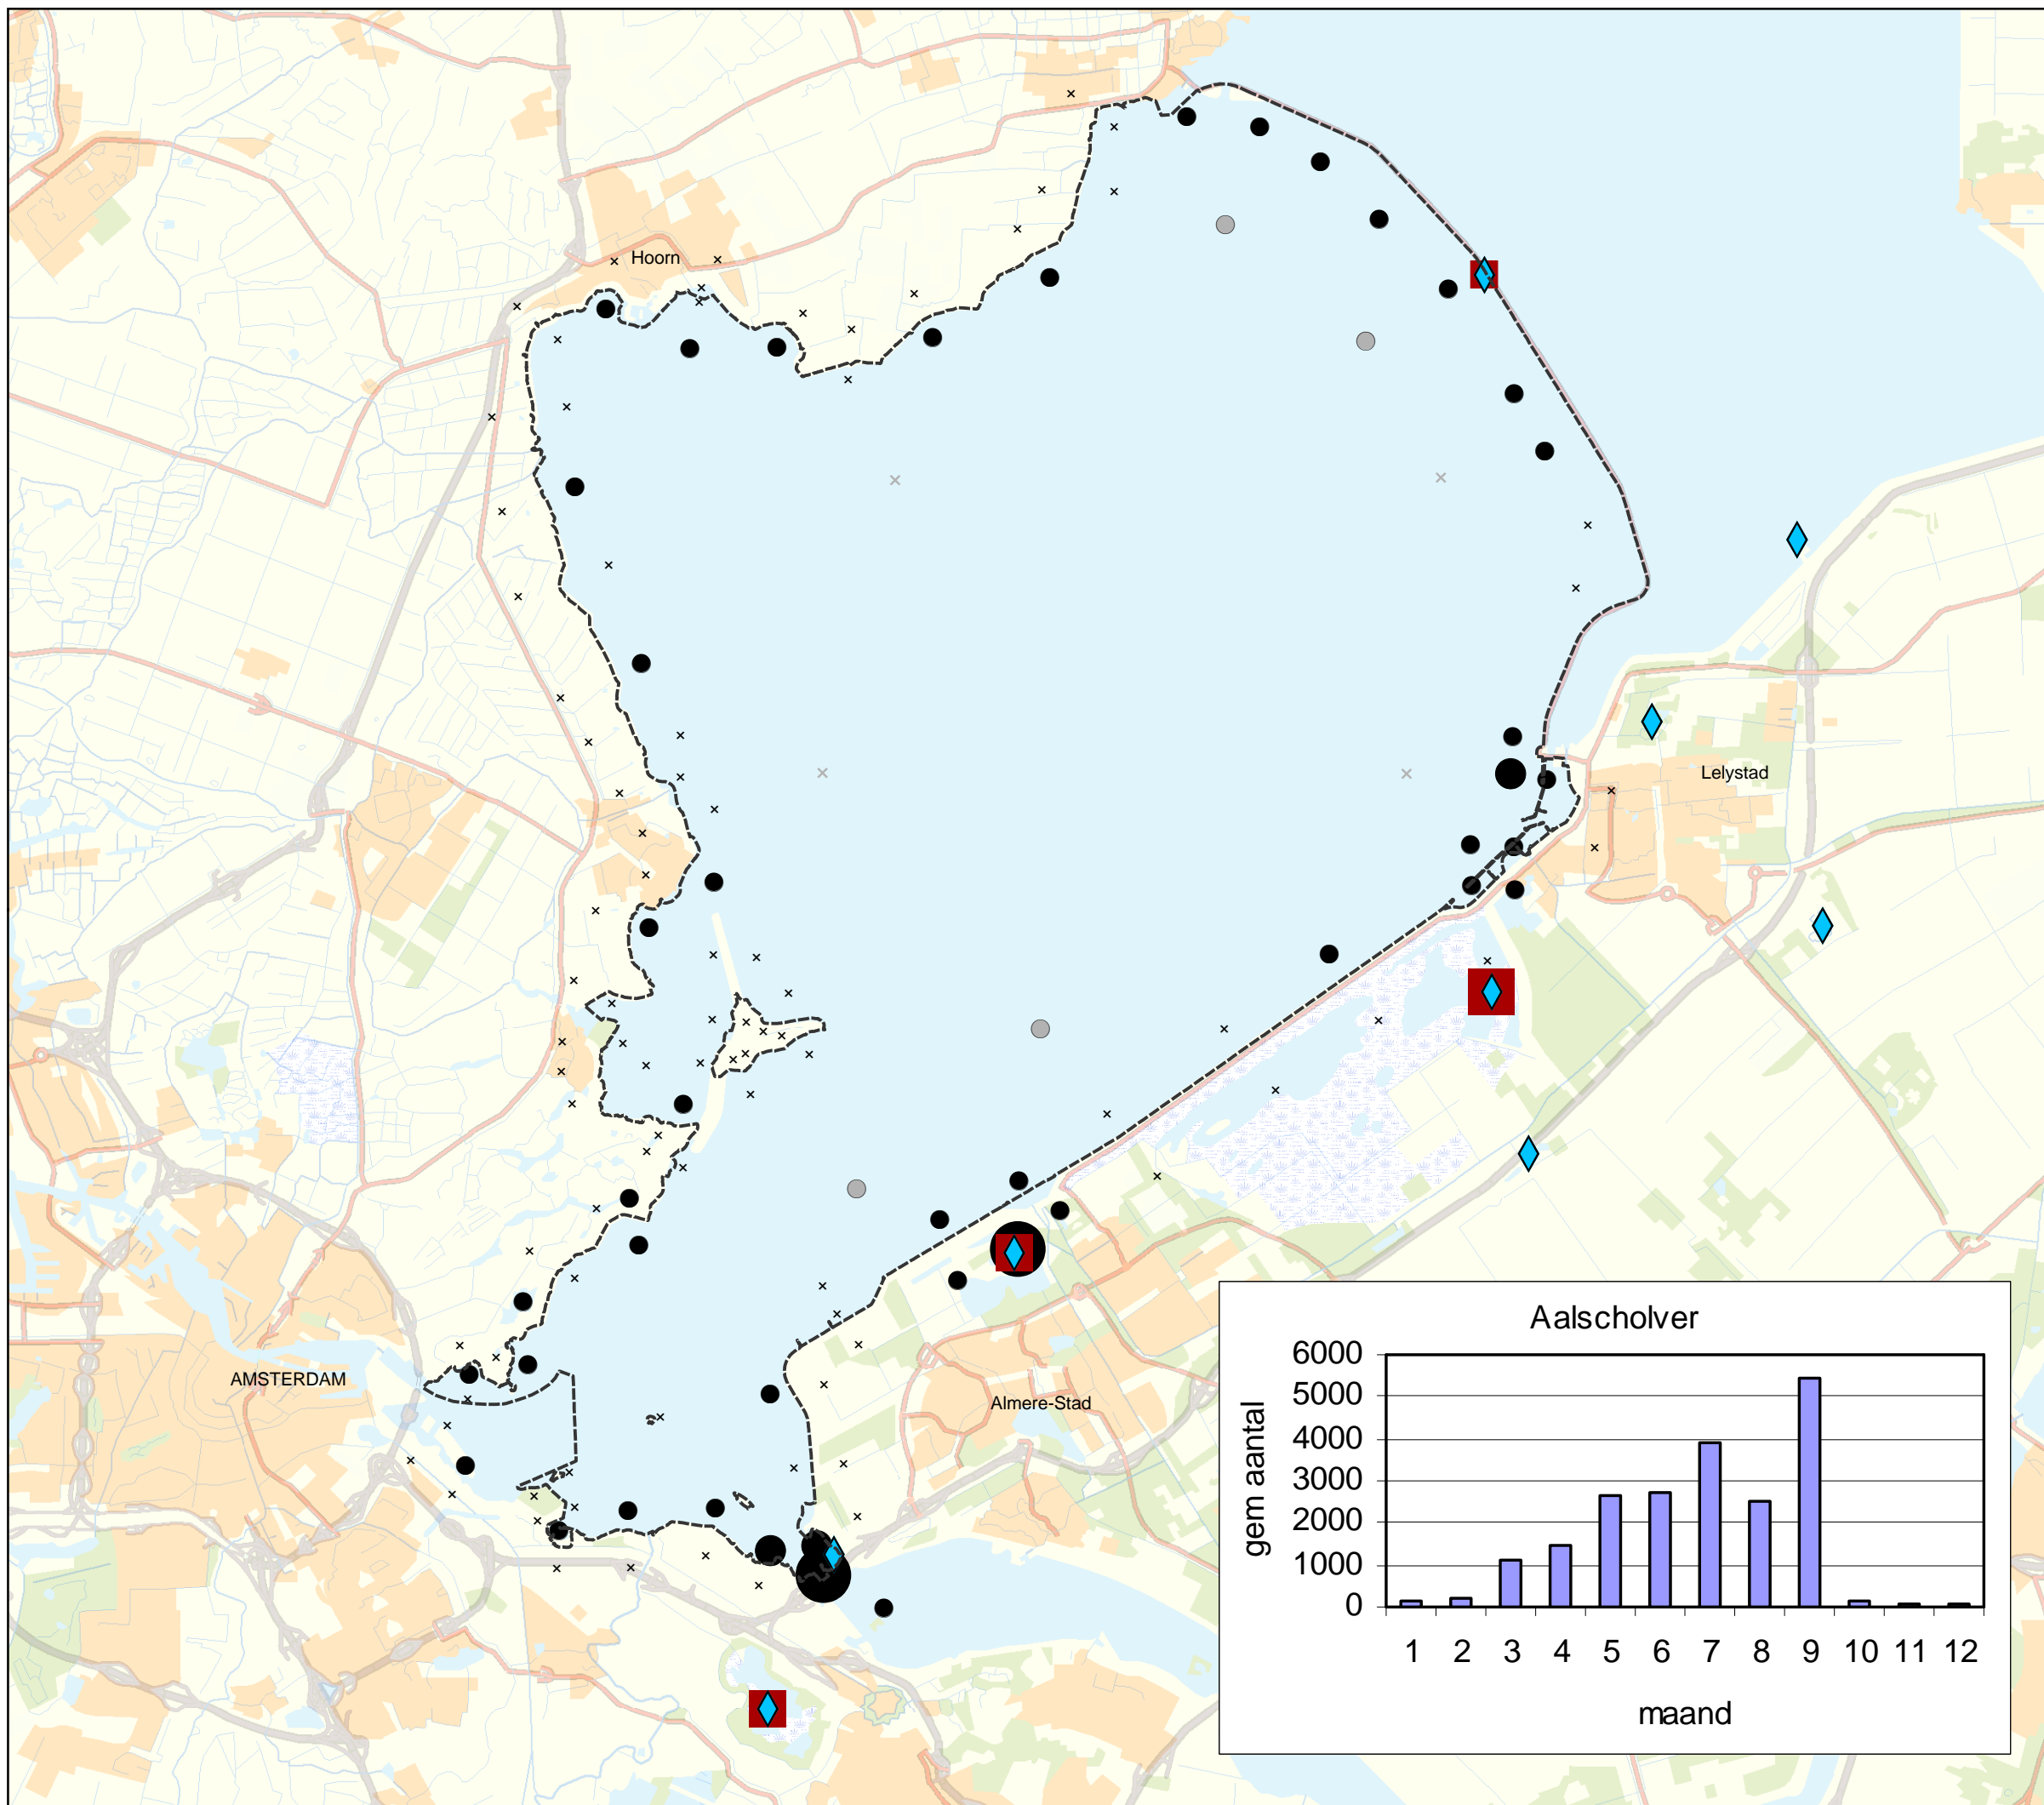 Hoorn
Lelystad
AMSTERDAM
Almere-Stad
Aalscholver
gem aantal
6000
5000
4000
3000
2000
1000
0
1 2 3 4 5 6 7 8 9 10 11 12
maand